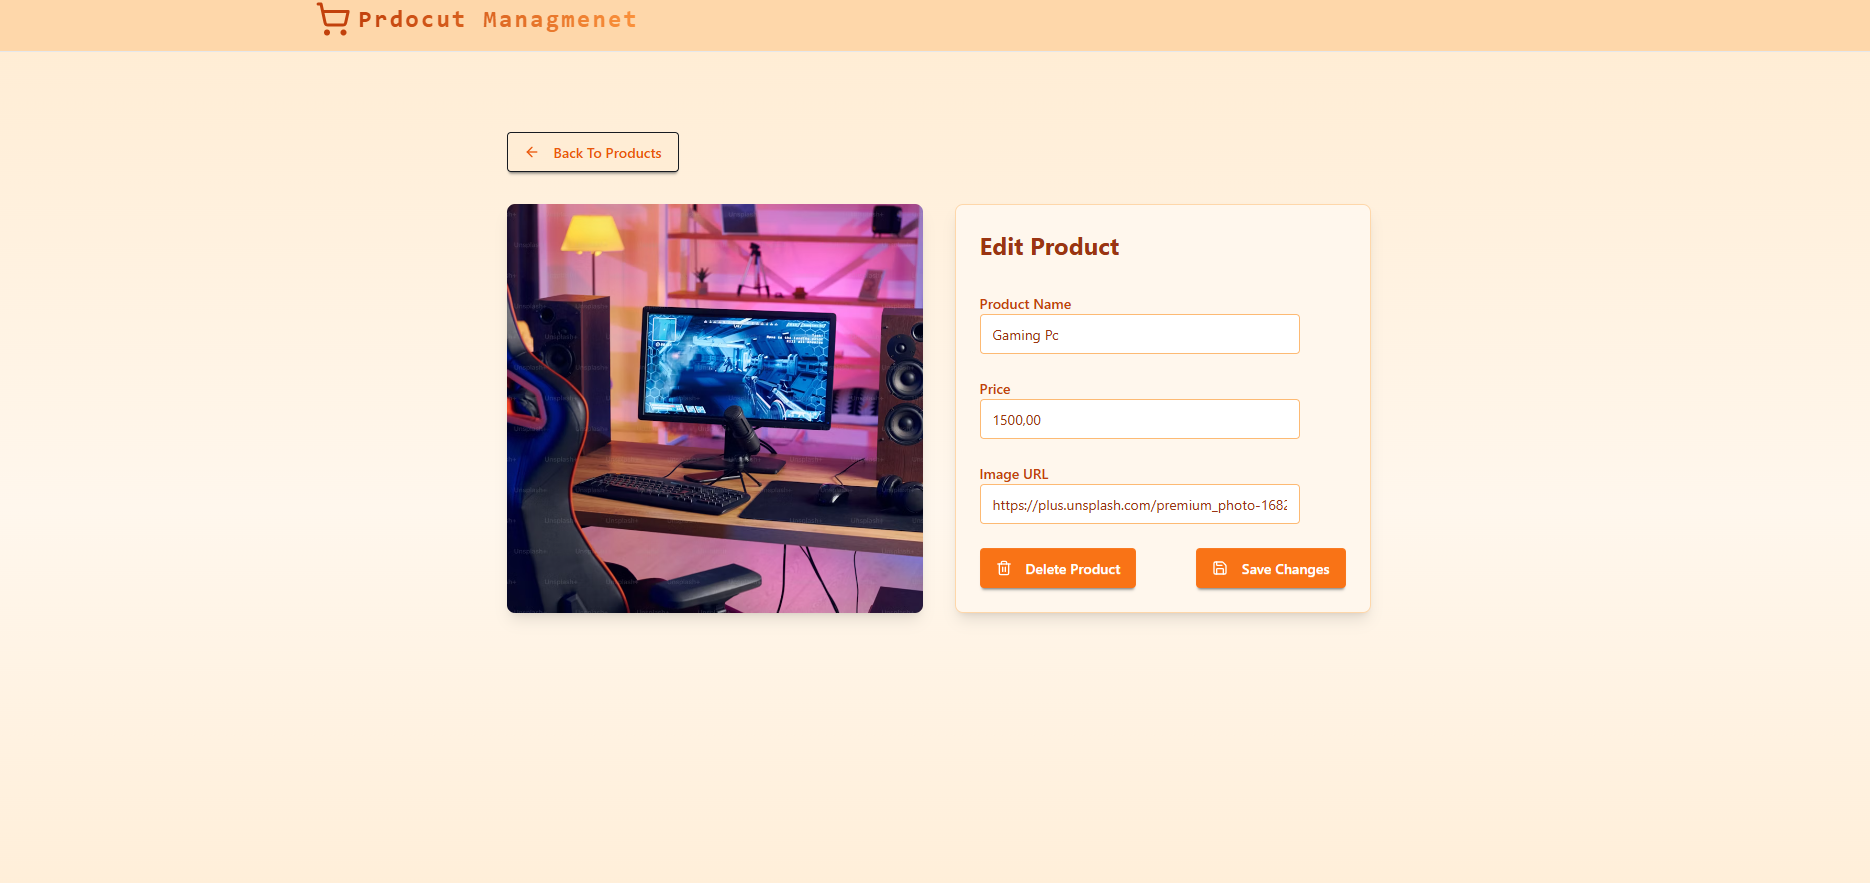 Prdocut Managmenet
Back To Products
Edit Product
Product Name
Gaming Pc
Price
1500,00
Image URL
https://plus.unsplash.com/premium_photo-1682
Delete Product
Save Changes